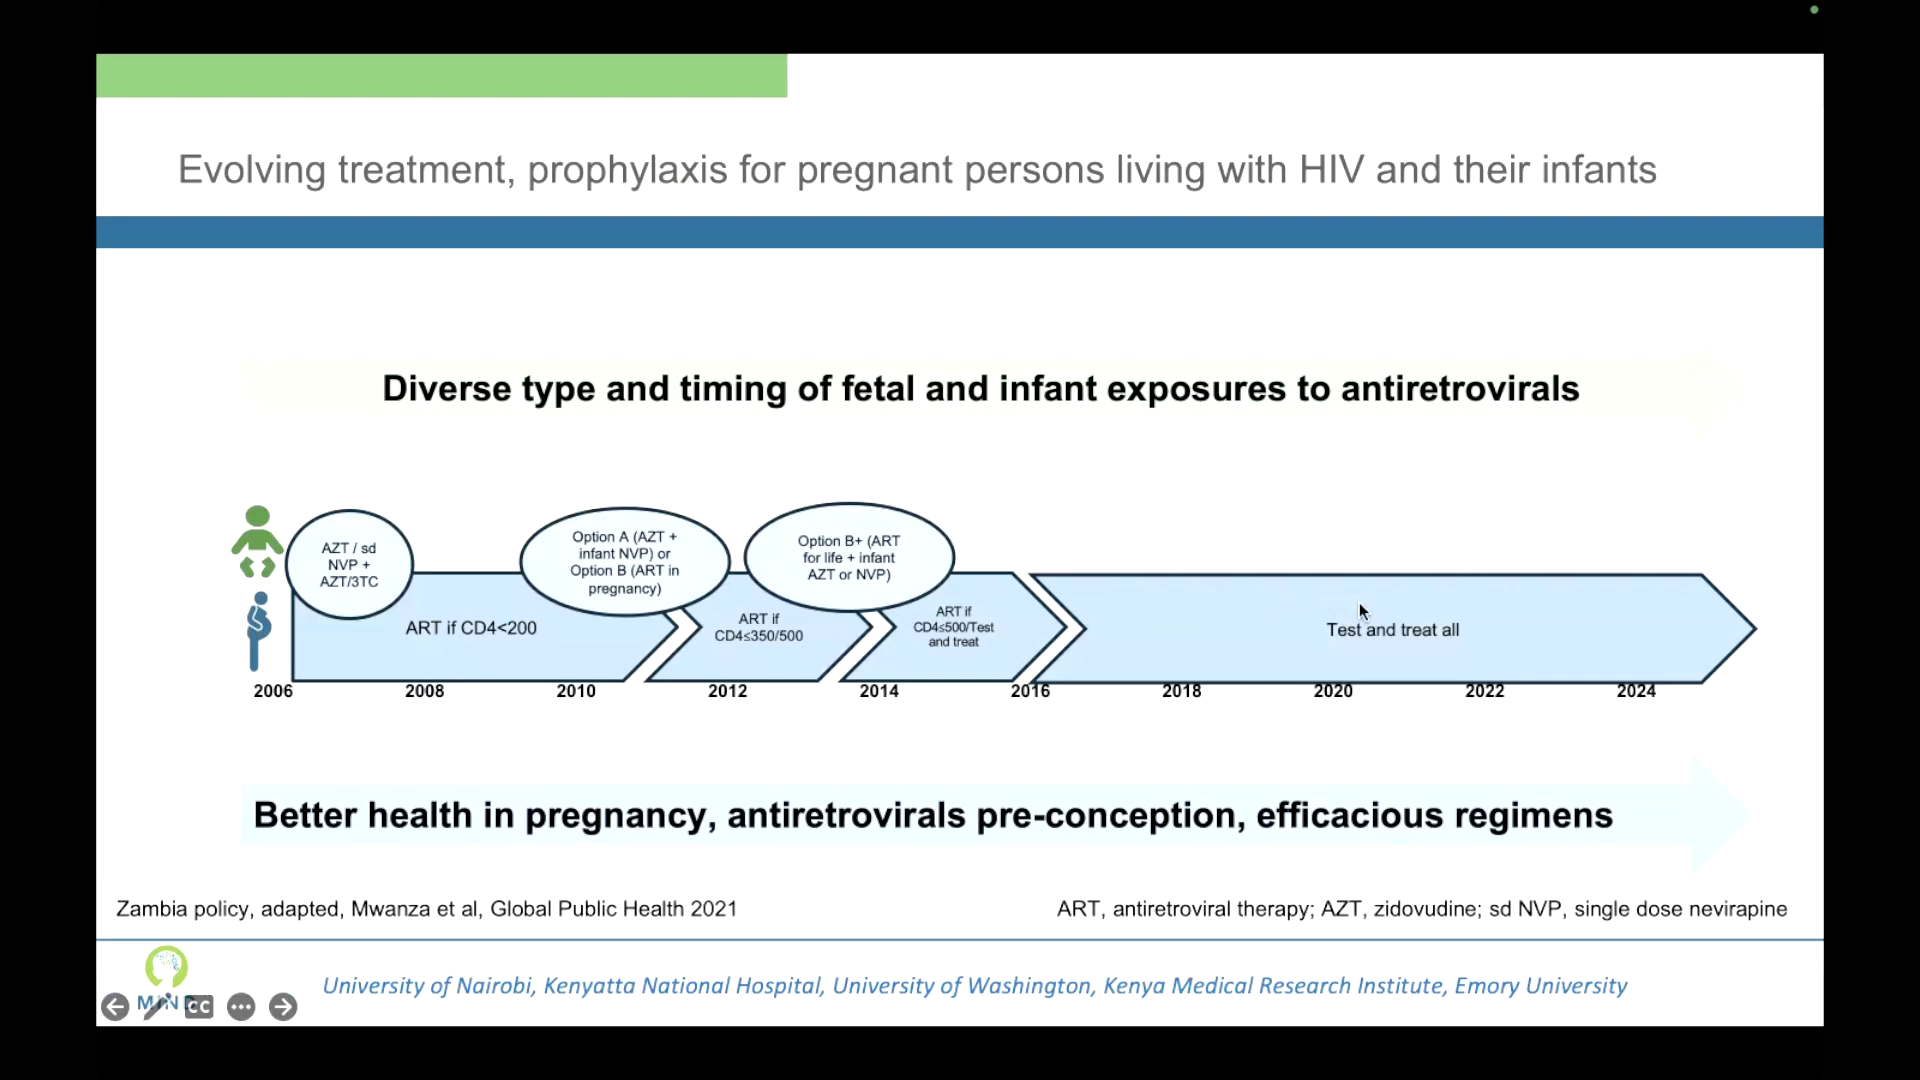 Evolving treatment, prophylaxis for pregnant persons living with HIV and their infants
Diverse type and timing of fetal and infant exposures to antiretrovirals
AZT / sd
NVP +
AZT/3TC
Option A (AZT +
infant NVP) or
Option B (ART in
pregnancy)
Option B+ (ART
for life + infant
AZT or NVP)
ART if CD4<200
ART if
CD4≤350/500
ART if
CD4≤500/Test
and treat
Test and treat all
2006 2008 2010 2012 2014 2016 2018 2020 2022 2024
Better health in pregnancy, antiretrovirals pre-conception, efficacious regimens
Zambia policy, adapted, Mwanza et al, Global Public Health 2021
ART, antiretroviral therapy; AZT, zidovudine; sd NVP, single dose nevirapine
MIND
CC
University of Nairobi, Kenyatta National Hospital, University of Washington, Kenya Medical Research Institute, Emory University